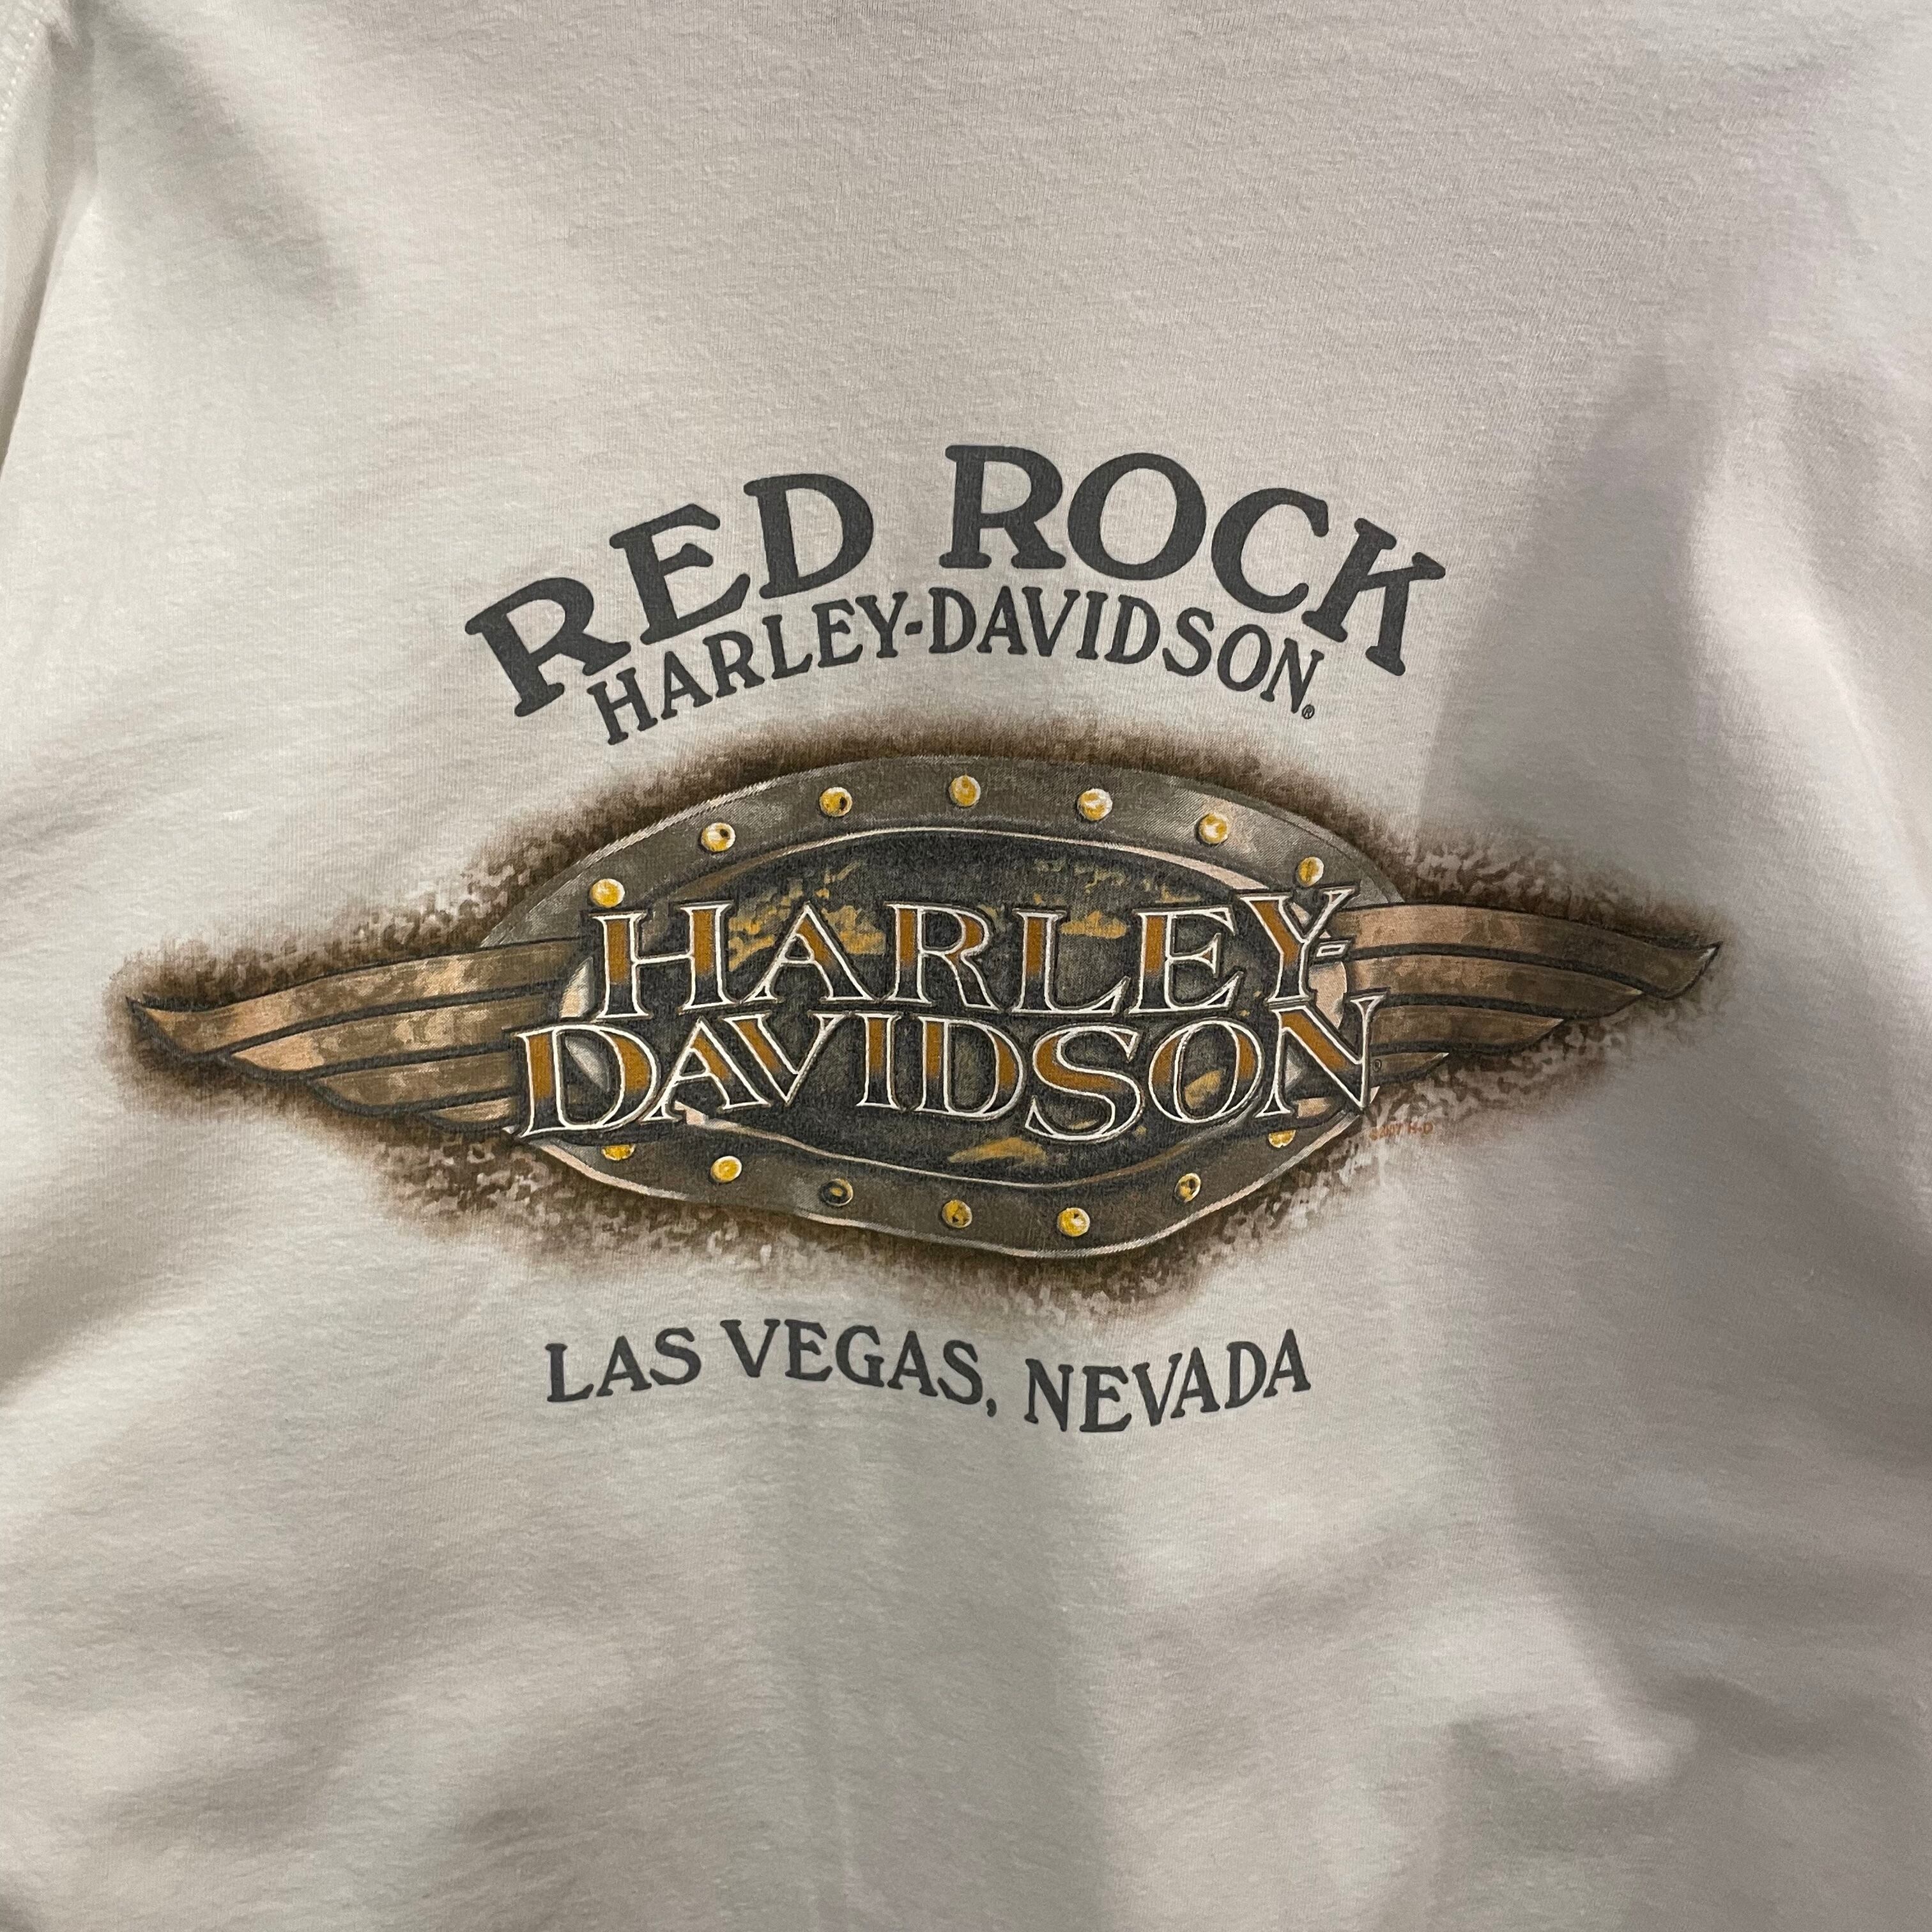 RED ROCK
HARLEY-DAVIDSON®
HARLEY-
DAVIDSON®
H-D
LAS VEGAS, NEVADA